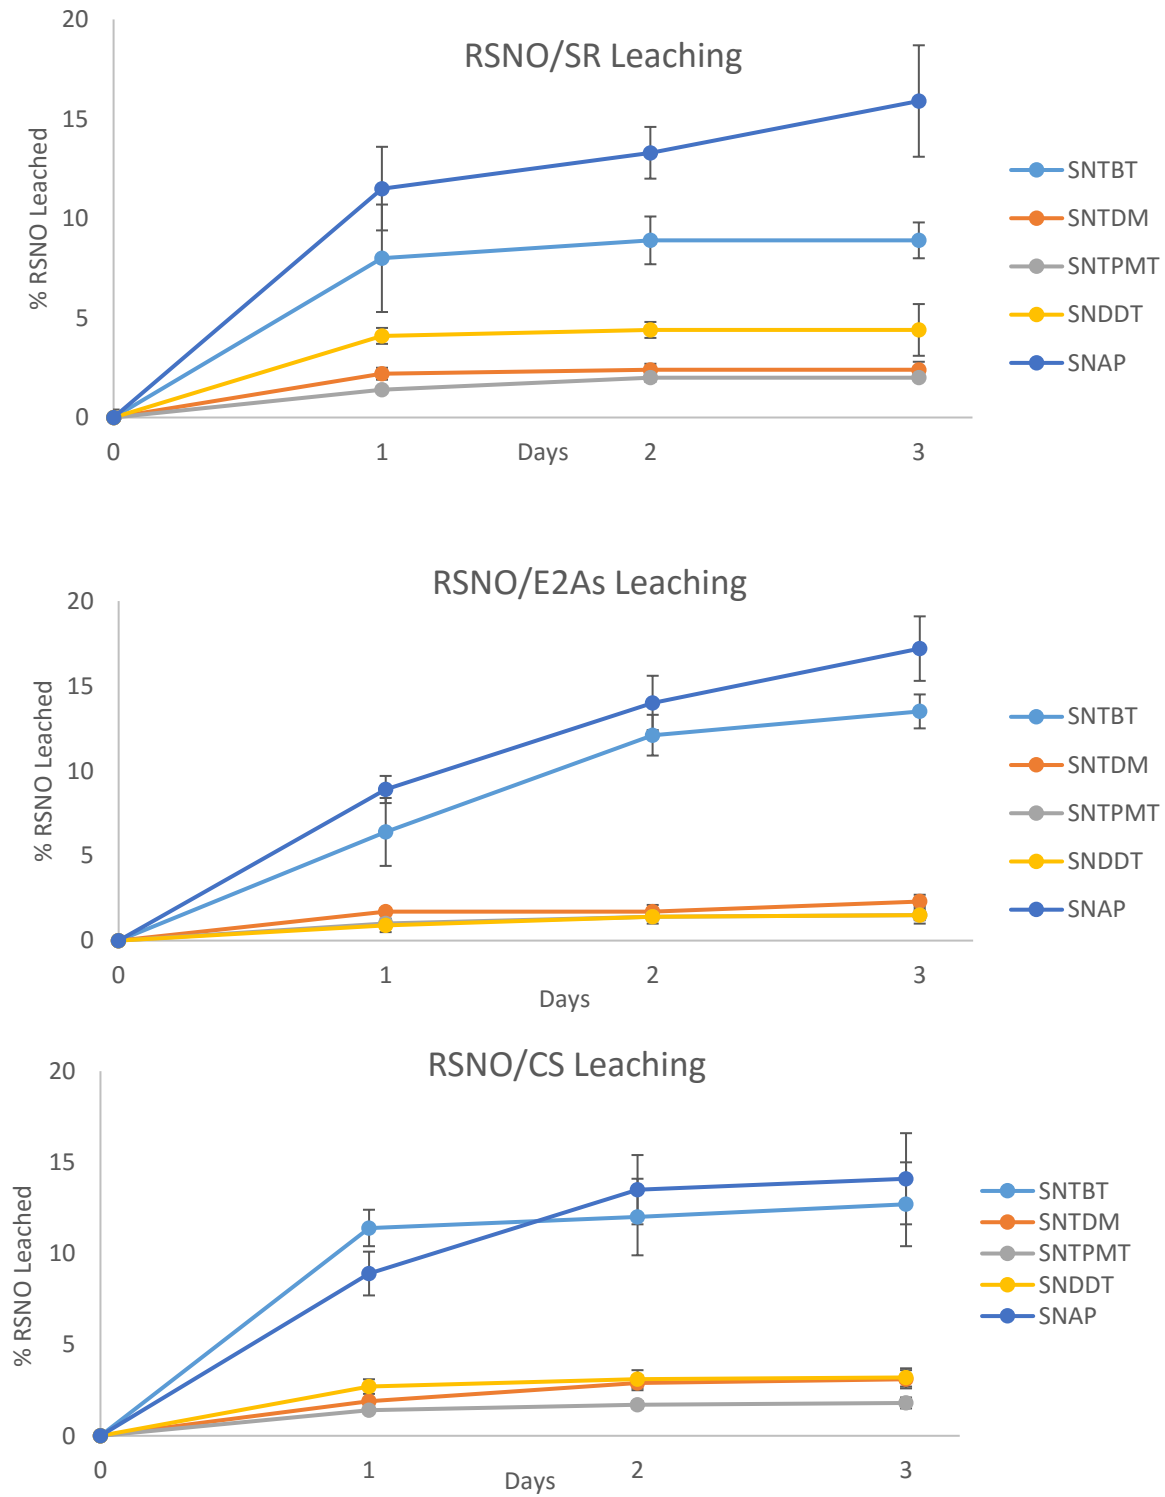 RSNO/SR Leaching
% RSNO Leached
20
15
10
5
0
0 1 2 3
Days
SNTBT
SNTDM
SNTPMT
SNDDT
SNAP
RSNO/E2As Leaching
% RSNO Leached
20
15
10
5
0
0 1 2 3
Days
SNTBT
SNTDM
SNTPMT
SNDDT
SNAP
RSNO/CS Leaching
% RSNO Leached
20
15
10
5
0
0 1 2 3
Days
SNTBT
SNTDM
SNTPMT
SNDDT
SNAP